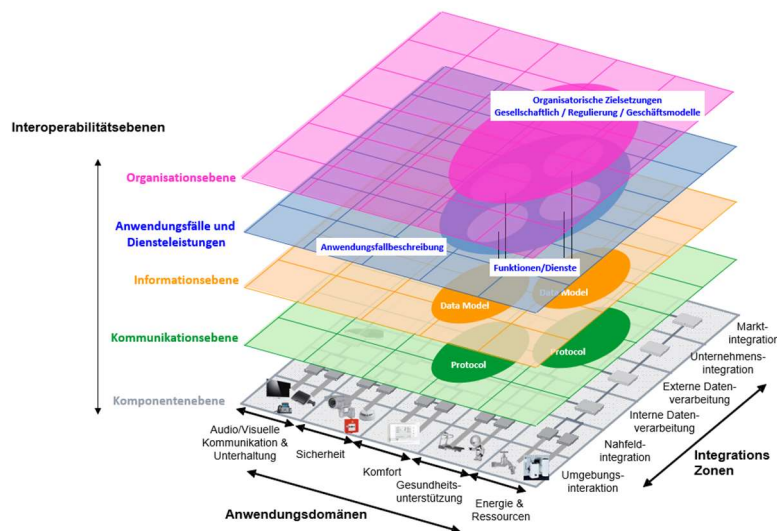 Organisatorische Zielsetzungen
Gesellschaftlich / Regulierung / Geschäftsmodelle
Interoperabilitätsebenen
Organisationsebene
Anwendungsfälle und
Diensteleistungen
Anwendungsfallbeschreibung
Funktionen/Dienste
Informationsebene
Data Model
Data Model
Kommunikationsebene
Protocol
Protocol
Komponentenebene
Markt-
integration
Unternehmens-
integration
Externe Daten-
verarbeitung
Interne Daten-
verarbeitung
Nahfeld-
integration
Umgebungs-
interaktion
Integrations
Zonen
Audio/Visuelle
Kommunikation &
Unterhaltung
Sicherheit
Komfort
Gesundheits-
unterstützung
Energie &
Ressourcen
Anwendungsdomänen